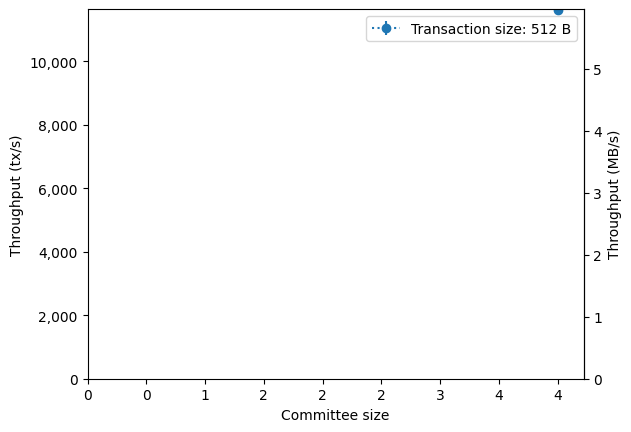 Transaction size: 512 B
10,000
8,000
6,000
4,000
2,000
0
Throughput (tx/s)
5
4
3
2
1
0
Throughput (MB/s)
0 0 1 2 2 2 3 4 4
Committee size